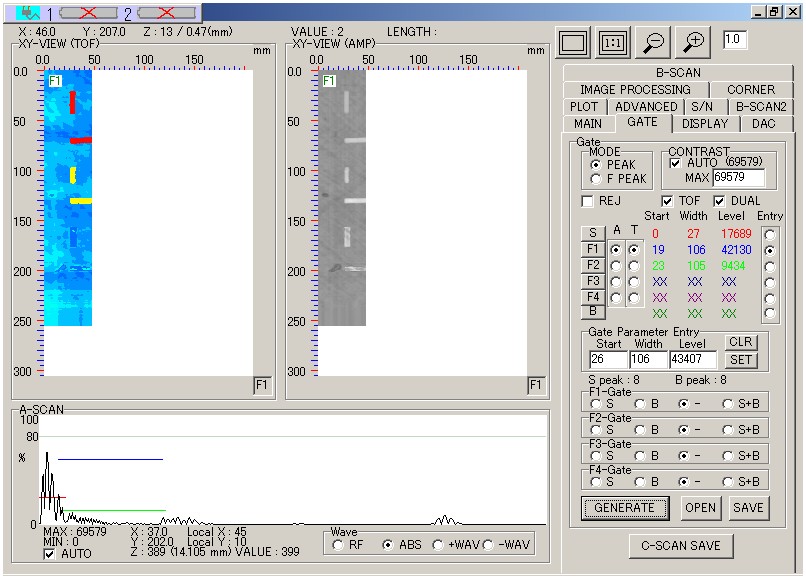 1 2
X : 46.0 Y : 207.0 Z : 13 / 0.47(mm) VALUE : 2 LENGTH :
XY-VIEW (TOF)
0.0 50 100 150 mm
0.0
50
100
150
200
250
300
F1
F1
XY-VIEW (AMP)
0.0 50 100 150 mm
0.0
50
100
150
200
250
300
F1
F1
A-SCAN
100
80
%
0
MAX : 69579 X : 37.0 Local X : 45
MIN : 0 Y : 202.0 Local Y : 10
AUTO Z : 389 (14.105 mm) VALUE : 399
Wave
RF ABS +WAV -WAV
1:1 1.0
B-SCAN
IMAGE PROCESSING CORNER
PLOT ADVANCED S/N B-SCAN2
MAIN GATE DISPLAY DAC
Gate
MODE
PEAK
F PEAK
CONTRAST
AUTO (69579)
MAX 69579
REJ TOF DUAL
Start Width Level Entry
A T
S 0 27 17689
F1 19 106 42130
F2 23 105 9434
F3 XX XX XX
F4 XX XX XX
B XX XX XX
Gate Parameter Entry
Start Width Level CLR
26 106 43407 SET
S peak : 8 B peak : 8
F1-Gate
S B - S+B
F2-Gate
S B - S+B
F3-Gate
S B - S+B
F4-Gate
S B - S+B
GENERATE OPEN SAVE
C-SCAN SAVE